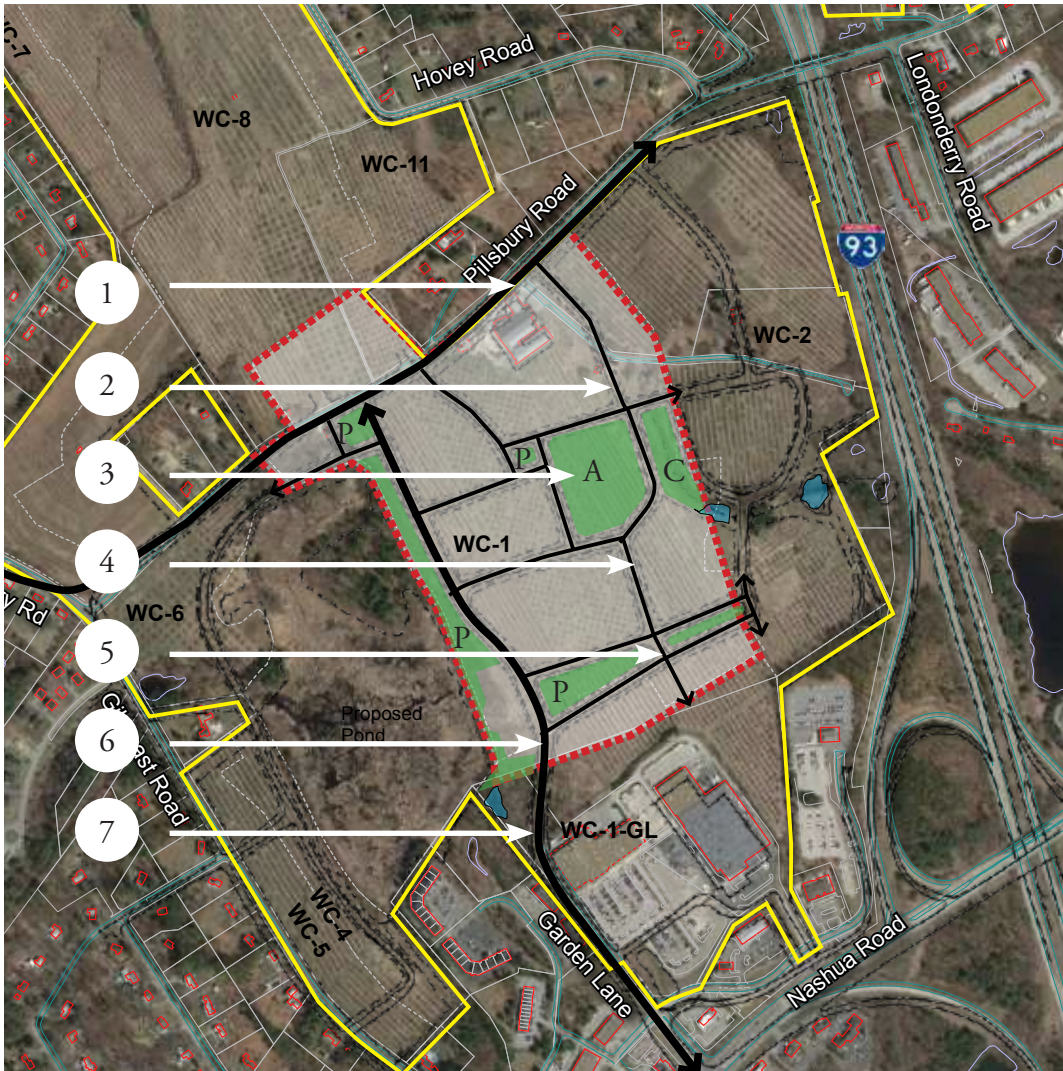 WC-7
Hovey Road
Londonderry Road
WC-8
WC-11
93
Pillsbury Road
1
WC-2
2
P
P
3
A
C
WC-1
4
ry Rd
WC-6
P
5
P
Proposed
Pond
6
7
WC-1-GL
WC-4
WC-5
Garden Lane
Nashua Road